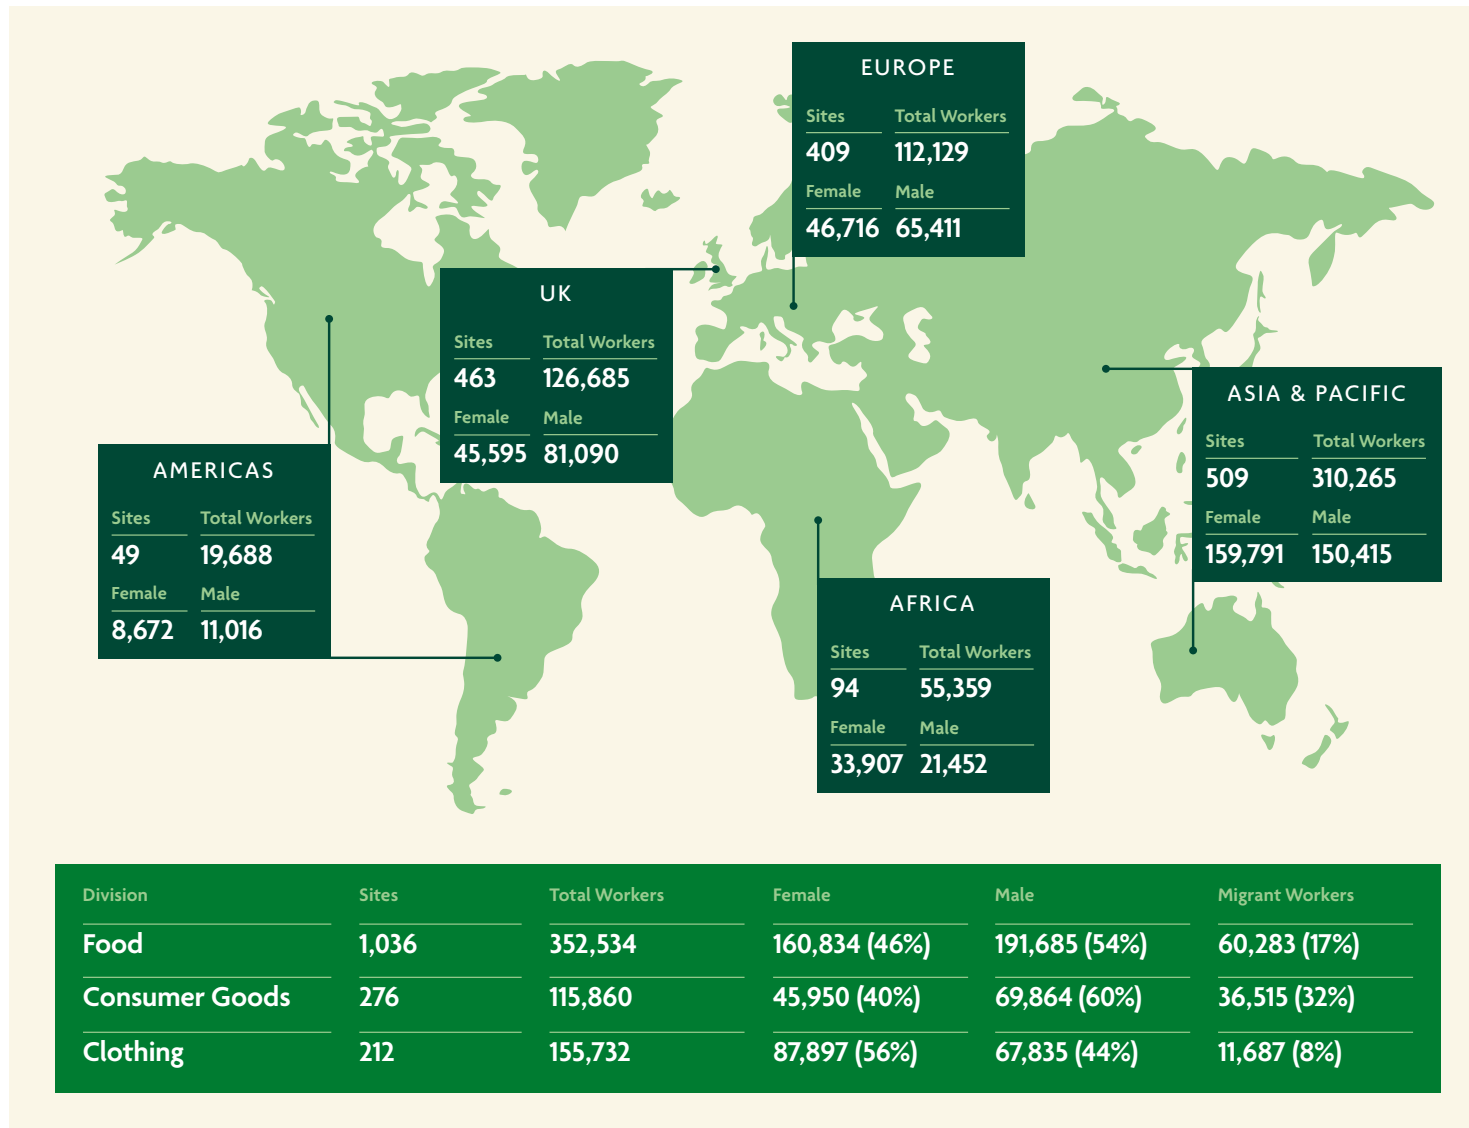 EUROPE
Sites Total Workers
409 112,129
Female Male
46,716 65,411
UK
Sites Total Workers
463 126,685
Female Male
45,595 81,090
ASIA & PACIFIC
Sites Total Workers
509 310,265
Female Male
159,791 150,415
AMERICAS
Sites Total Workers
49 19,688
Female Male
8,672 11,016
AFRICA
Sites Total Workers
94 55,359
Female Male
33,907 21,452
Division Sites Total Workers Female Male Migrant Workers
Food 1,036 352,534 160,834 (46%) 191,685 (54%) 60,283 (17%)
Consumer Goods 276 115,860 45,950 (40%) 69,864 (60%) 36,515 (32%)
Clothing 212 155,732 87,897 (56%) 67,835 (44%) 11,687 (8%)